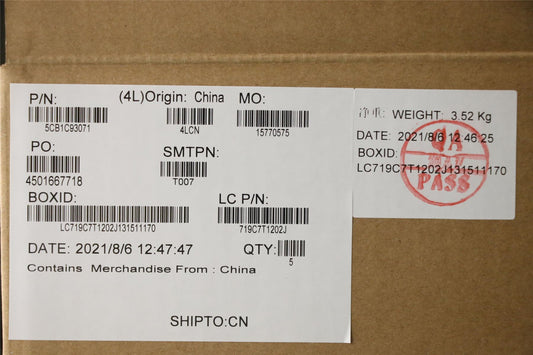 P/N:
(4L)Origin: China
MO:
5CB1C93071
4LCN
15770575
PO:
SMTPN:
4501667718
T007
BOXID:
LC P/N:
LC719C7T1202J131511170
719C7T1202J
DATE: 2021/8/6 12:47:47
QTY:
5
Contains Merchandise From : China
SHIPTO:CN
净重: WEIGHT: 3.52 Kg
DATE: 2021/8/6 12:46:25
BOXID:
LC719C7T1202J131511170
QA
PASS